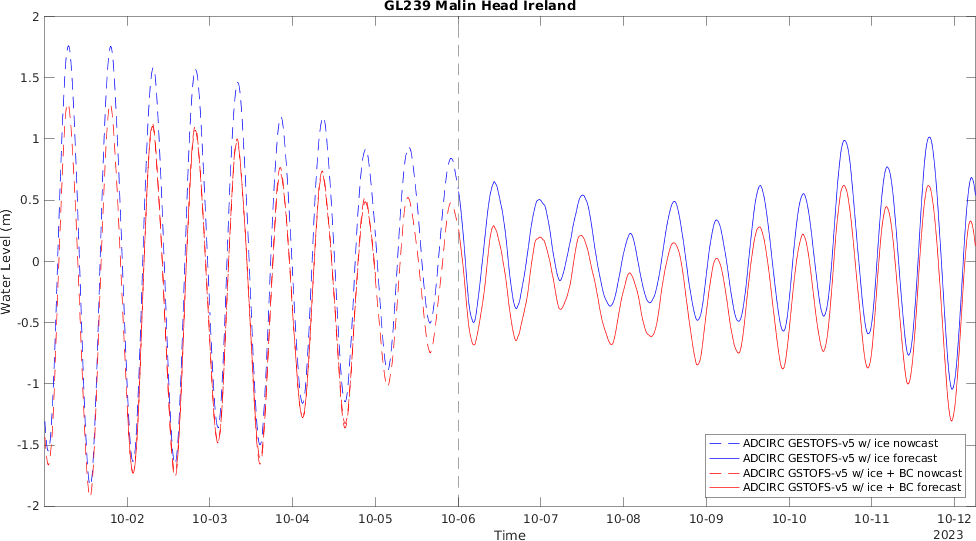 GL239 Malin Head Ireland
2
1.5
1
0.5
0
-0.5
-1
-1.5
-2
Water Level (m)
ADCIRC GESTOFS-v5 w/ ice nowcast
ADCIRC GESTOFS-v5 w/ ice forecast
ADCIRC GSTOFS-v5 w/ ice + BC nowcast
ADCIRC GSTOFS-v5 w/ ice + BC forecast
10-02 10-03 10-04 10-05 10-06 10-07 10-08 10-09 10-10 10-11 10-12
Time 2023